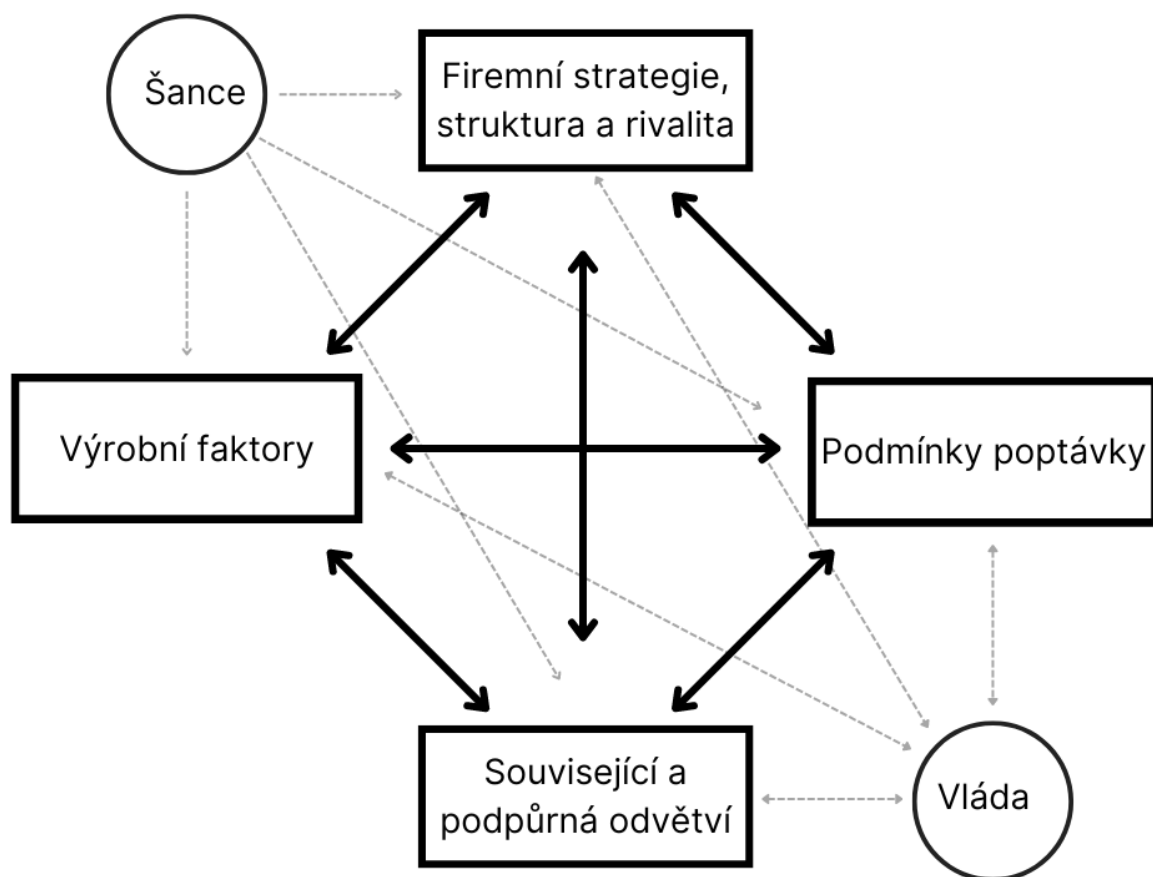 Šance
Firemní strategie,
struktura a rivalita
Výrobní faktory
Podmínky poptávky
Související a
podpůrná odvětví
Vláda